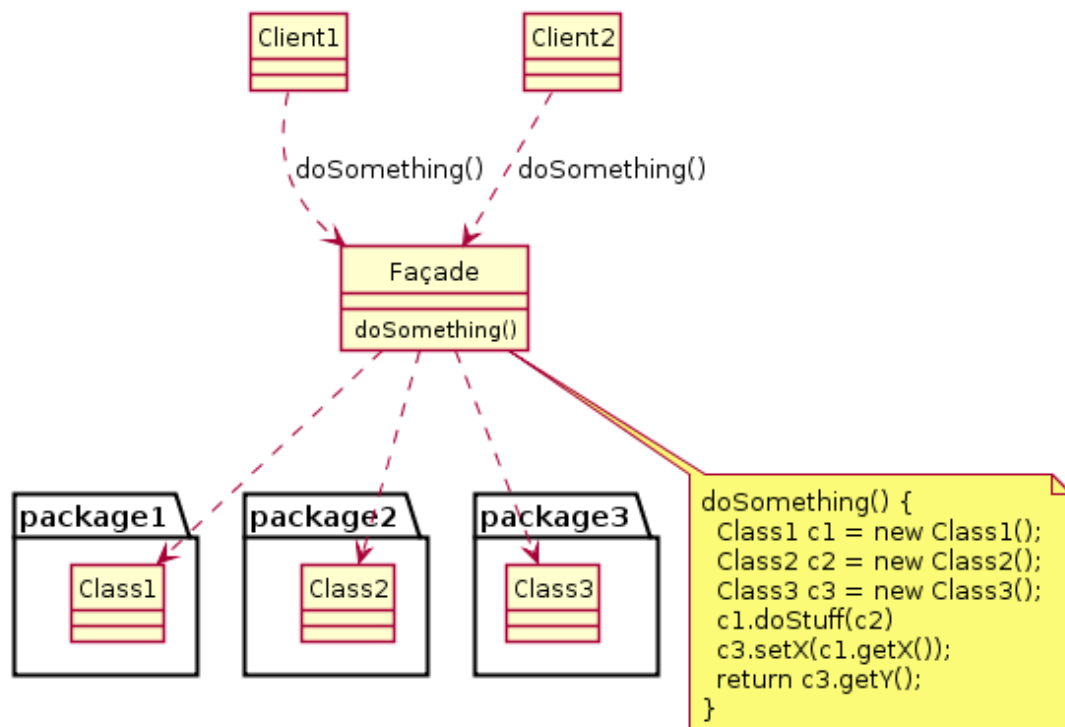 Client1
Client2
doSomething()
doSomething()
Façade
doSomething()
package1
package2
package3
Class1
Class2
Class3
doSomething() {
Class1 c1 = new Class1();
Class2 c2 = new Class2();
Class3 c3 = new Class3();
c1.doStuff(c2)
c3.setX(c1.getX());
return c3.getY();
}